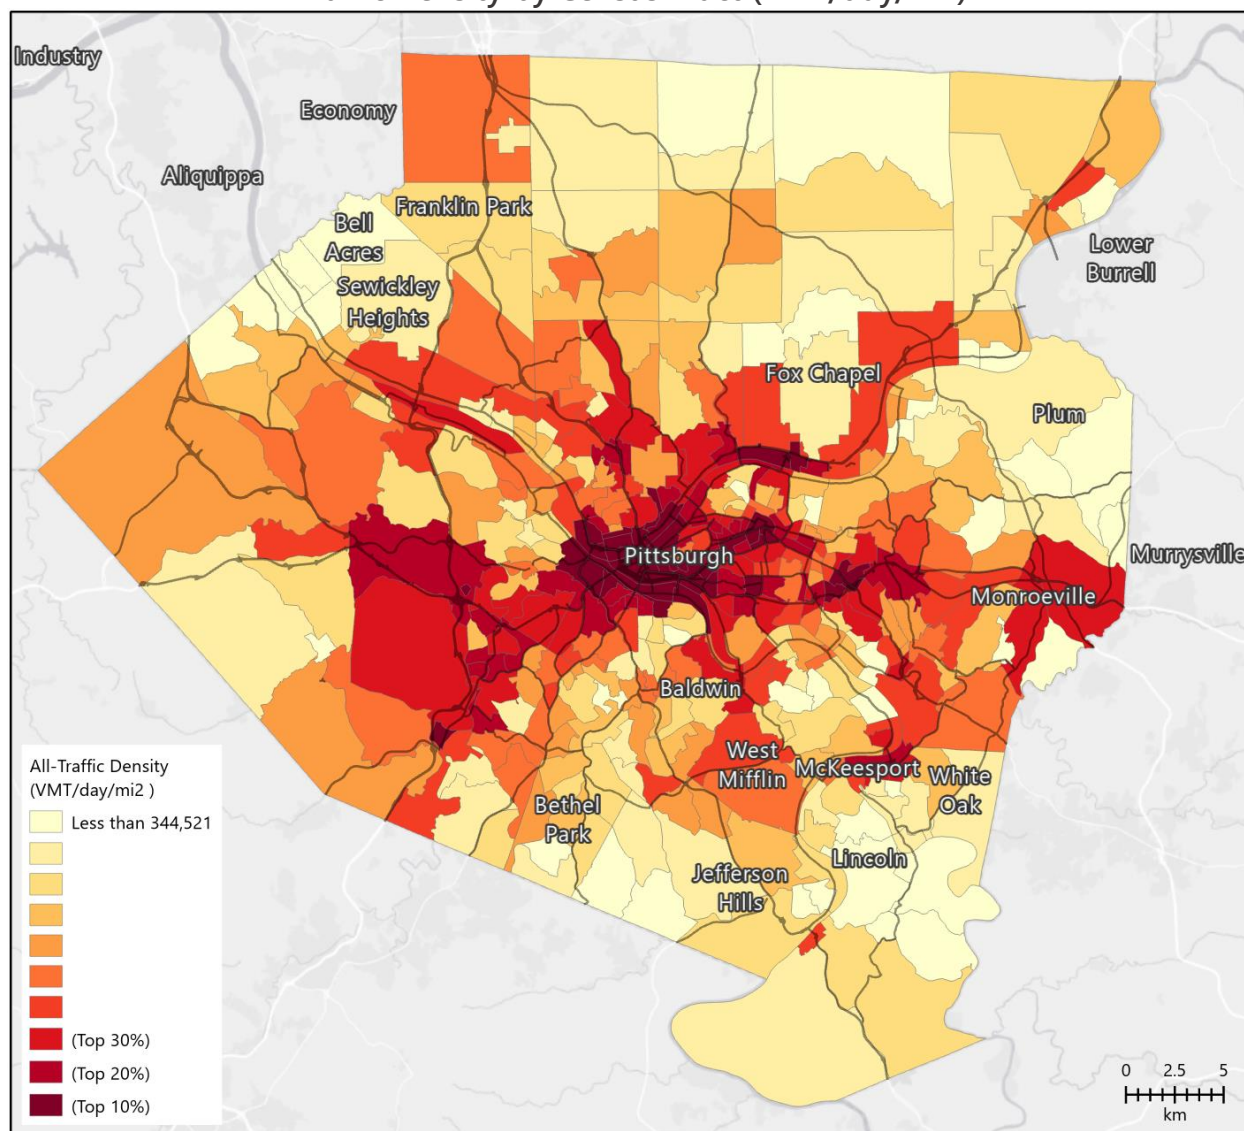 Industry
Economy
Aliquippa
Franklin Park
Bell
Acres
Sewickley
Heights
Lower
Burrell
Fox Chapel
Plum
Pittsburgh
Murrysville
Monroeville
Baldwin
West
Mifflin
McKeesport
White
Oak
Bethel
Park
Lincoln
Jefferson
Hills
All-Traffic Density
(VMT/day/mi2 )
Less than 344,521
(Top 30%)
(Top 20%)
(Top 10%)
0 2.5 5
km